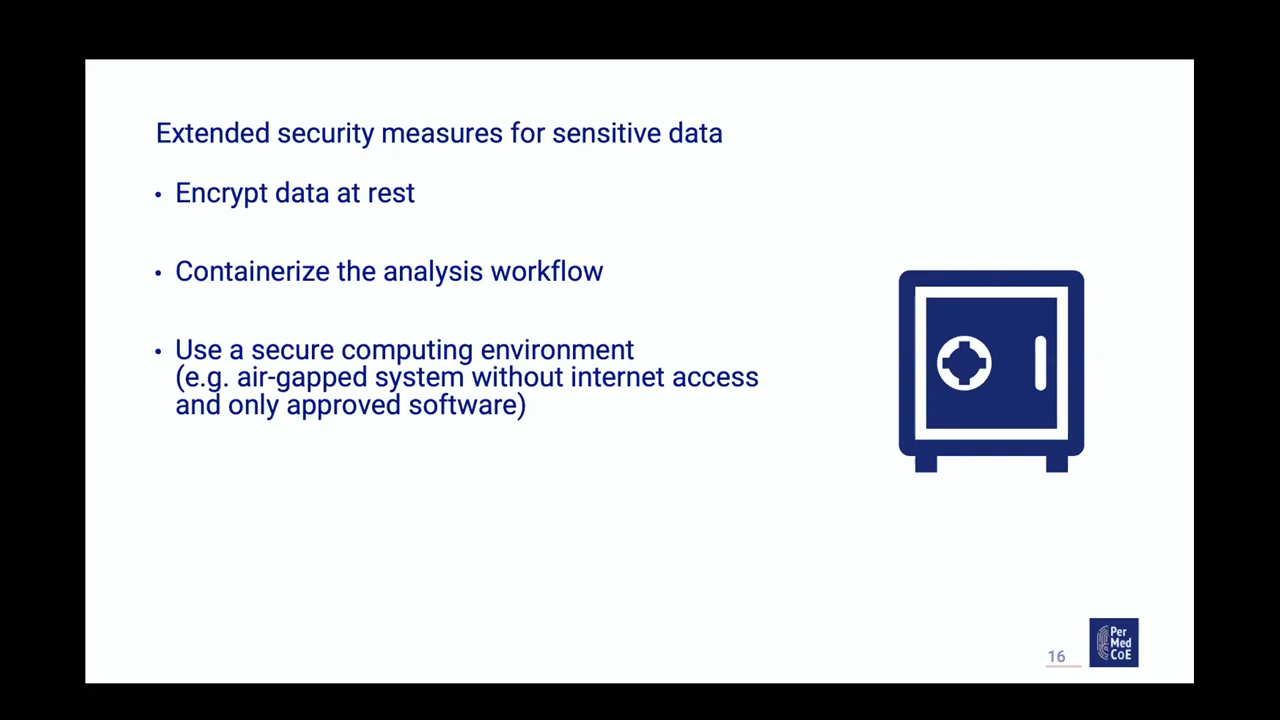 Extended security measures for sensitive data
• Encrypt data at rest
• Containerize the analysis workflow
• Use a secure computing environment
(e.g. air-gapped system without internet access
and only approved software)
16
Per
Med
CoE